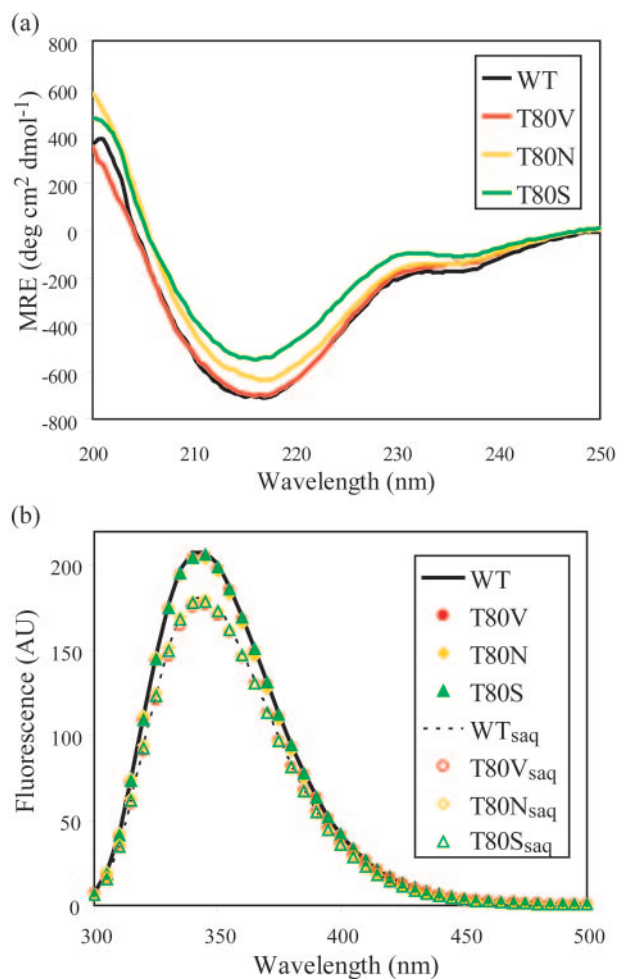 (a)
800
600
400
200
0
-200
-400
-600
-800
MRE (deg cm² dmol⁻¹)
WT
T80V
T80N
T80S
200 210 220 230 240 250
Wavelength (nm)
(b)
200
150
100
50
0
Fluorescence (AU)
WT
T80V
T80N
T80S
WTsaq
T80Vsaq
T80Nsaq
T80Ssaq
300 350 400 450 500
Wavelength (nm)